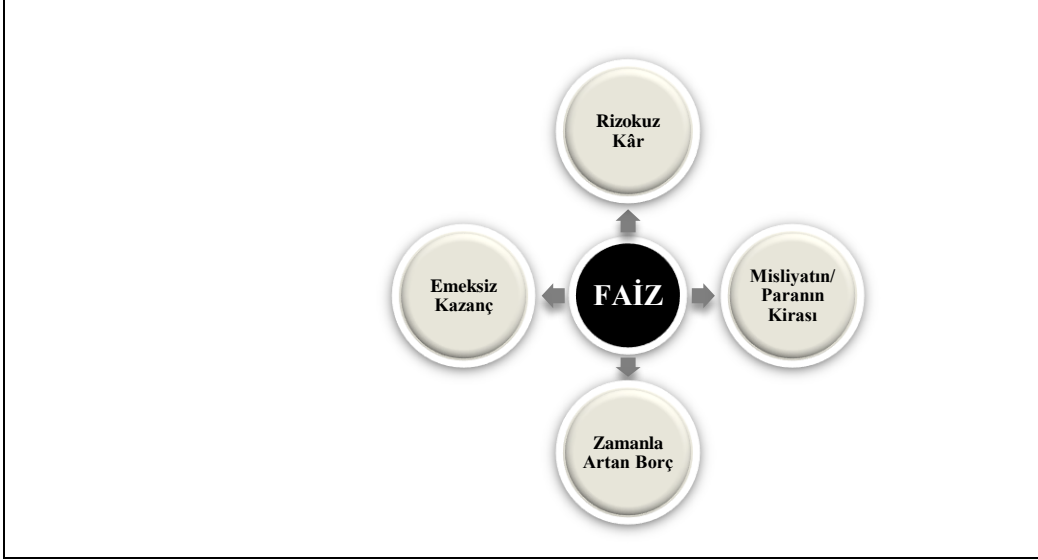 Rizokuz
Kâr
Emeksiz
Kazanç
FAİZ
Misliyatın/
Paranın
Kirası
Zamanla
Artan Borç